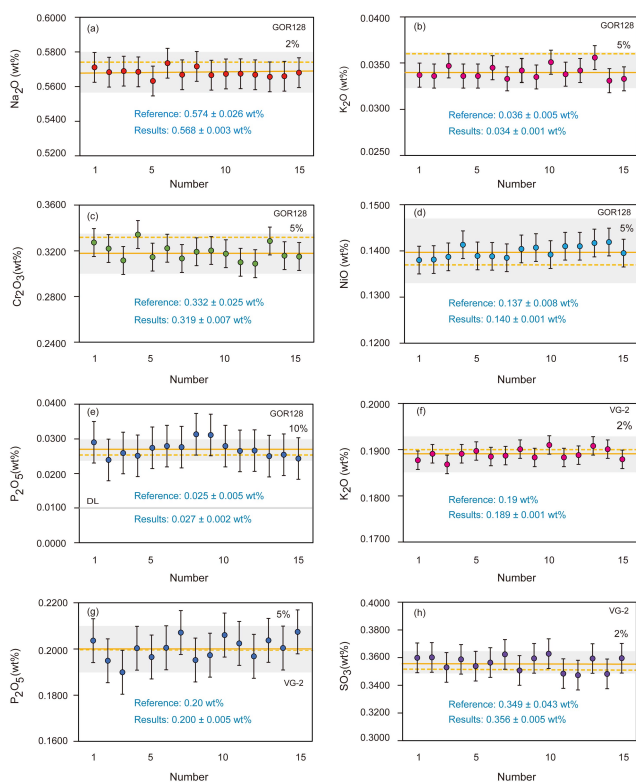 (a)
GOR128
2%
Na2O (wt%)
0.6000
0.5600
0.5200
Reference: 0.574 ± 0.026 wt%
Results: 0.568 ± 0.003 wt%
1
5
10
15
Number
(b)
GOR128
5%
K2O (wt%)
0.0400
0.0350
0.0300
0.0250
Reference: 0.036 ± 0.005 wt%
Results: 0.034 ± 0.001 wt%
1
5
10
15
Number
(c)
GOR128
5%
Cr2O3(wt%)
0.3600
0.3200
0.2800
0.2400
Reference: 0.332 ± 0.025 wt%
Results: 0.319 ± 0.007 wt%
1
5
10
15
Number
(d)
GOR128
5%
NiO (wt%)
0.1500
0.1400
0.1300
0.1200
Reference: 0.137 ± 0.008 wt%
Results: 0.140 ± 0.001 wt%
1
5
10
15
Number
(e)
GOR128
10%
P2O5(wt%)
0.0400
0.0300
0.0200
0.0100
0.0000
DL
Reference: 0.025 ± 0.005 wt%
Results: 0.027 ± 0.002 wt%
1
5
10
15
Number
(f)
VG-2
2%
K2O (wt%)
0.2000
0.1900
0.1800
0.1700
Reference: 0.19 wt%
Results: 0.189 ± 0.001 wt%
1
5
10
15
Number
(g)
5%
VG-2
P2O5(wt%)
0.2200
0.2000
0.1800
0.1600
Reference: 0.20 wt%
Results: 0.200 ± 0.005 wt%
1
5
10
15
Number
(h)
VG-2
2%
SO3(wt%)
0.4000
0.3800
0.3600
0.3400
0.3200
0.3000
Reference: 0.349 ± 0.043 wt%
Results: 0.356 ± 0.005 wt%
1
5
10
15
Number